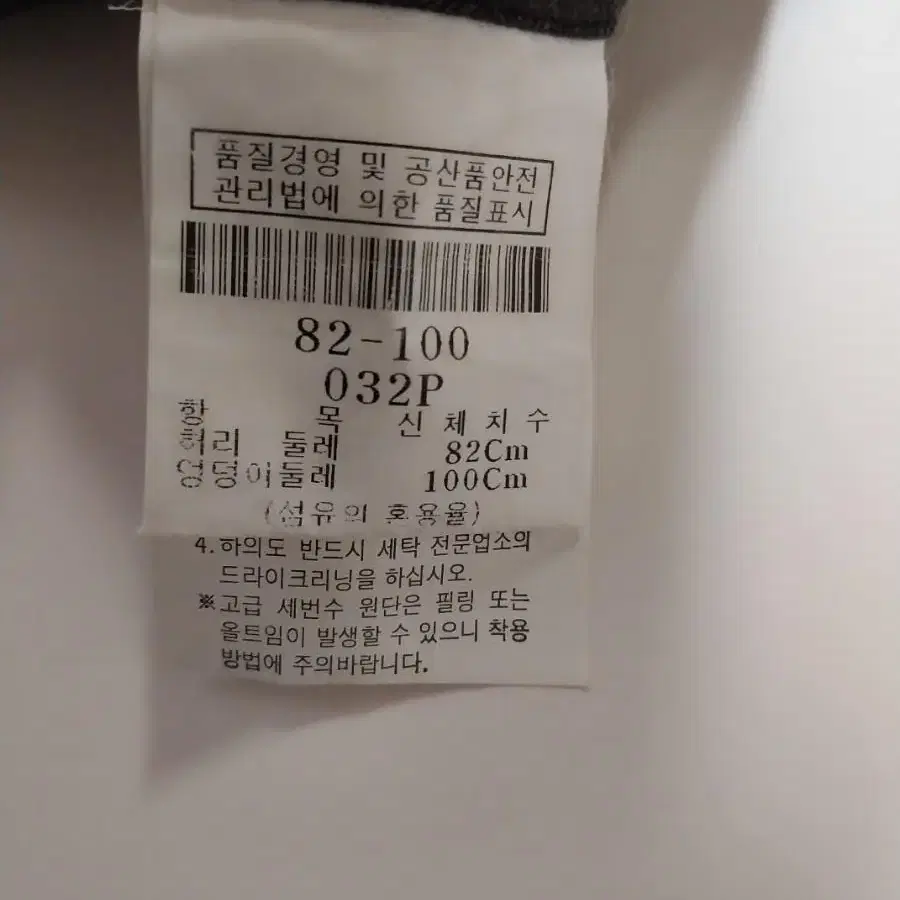 품질경영 및 공산품안전
관리법에 의한 품질표시
82-100
032P
항 목 신체치수
허리 둘레 82Cm
엉덩이둘레 100Cm
(섬유의 혼용율)
4. 하의도 반드시 세탁 전문업소의
드라이크리닝을 하십시오.
※고급 세번수 원단은 필링 또는
올트임이 발생할 수 있으니 착용
방법에 주의바랍니다.